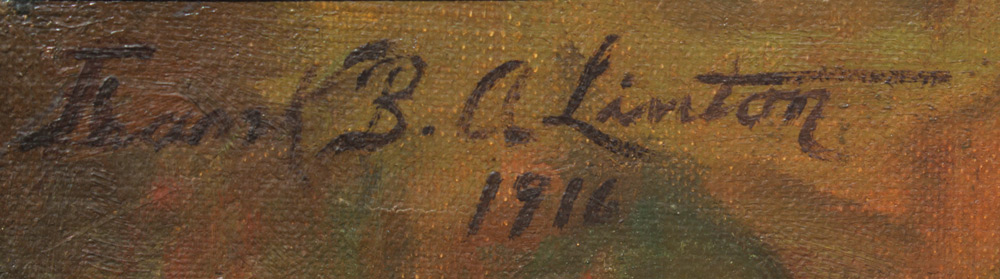 Frank B. A. Linton
1916